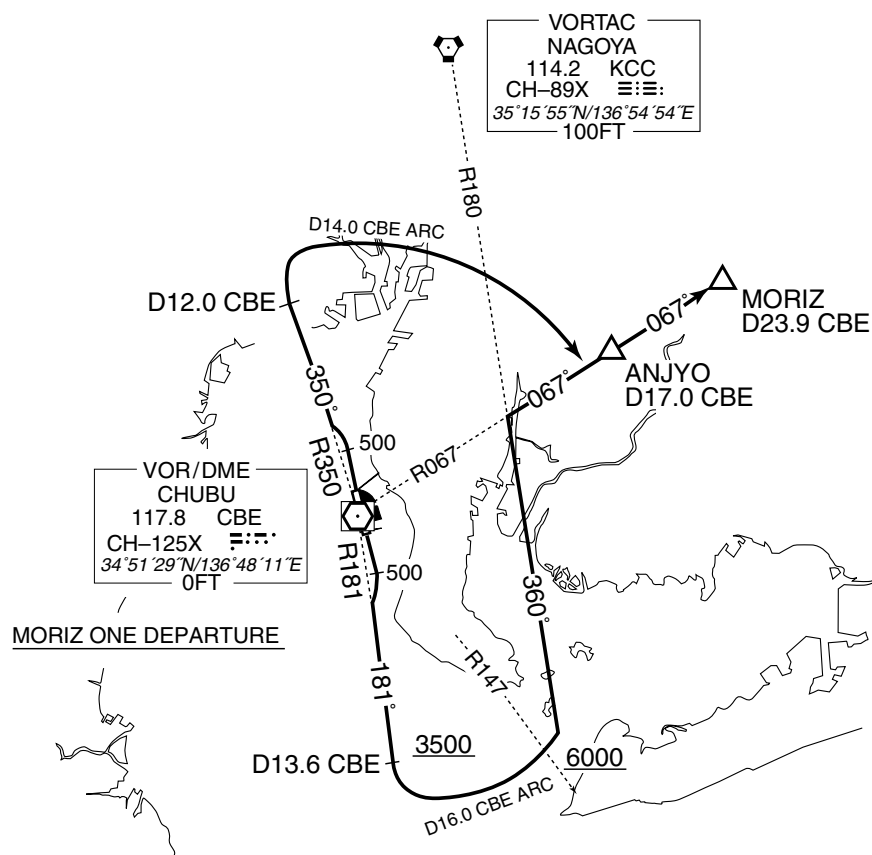 VORTAC
NAGOYA
114.2 KCC
CH–89X
35°15´55˝N/136°54´54˝E
100FT
R180
D14.0 CBE ARC
D12.0 CBE
067°
MORIZ
D23.9 CBE
ANJYO
D17.0 CBE
067°
350°
500
R350
R067
VOR/DME
CHUBU
117.8 CBE
CH–125X
34°51´29˝N/136°48´11˝E
0FT
R181
500
360°
MORIZ ONE DEPARTURE
R147
181°
3500
6000
D13.6 CBE
D16.0 CBE ARC